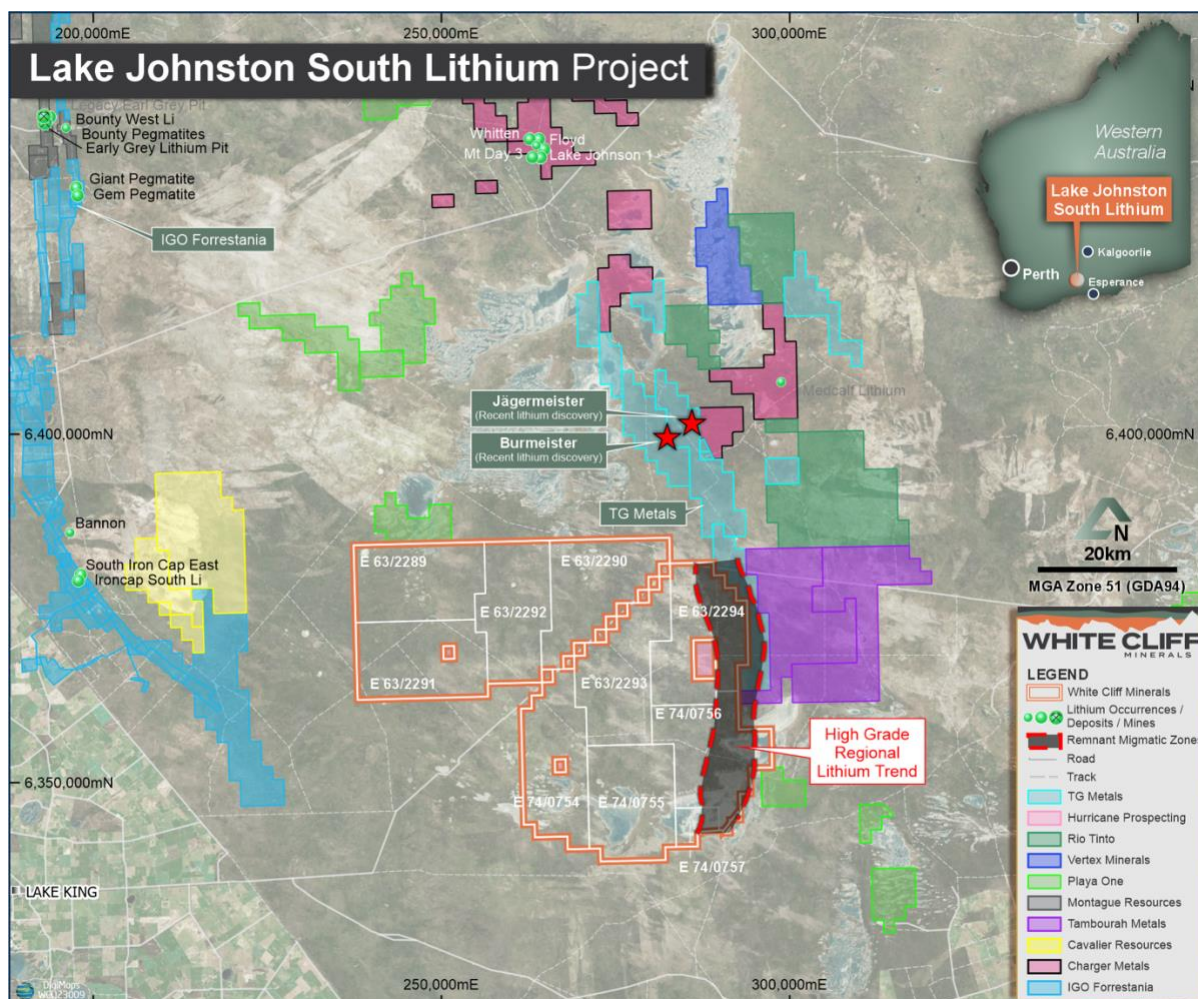 200,000mE
250,000mE
300,000mE
Lake Johnston South Lithium Project
Legacy Earl Grey Pit
Bounty West Li
Bounty Pegmatites
Early Grey Lithium Pit
Giant Pegmatite
Gem Pegmatite
IGO Forrestania
Whitten
Floyd
Mt Day 3
Lake Johnson 1
Western
Australia
Lake Johnston
South Lithium
Kalgoorlie
Perth
Esperance
Medcalf Lithium
Jägermeister
(Recent lithium discovery)
Burmeister
(Recent lithium discovery)
6,400,000mN
6,400,000mN
TG Metals
Bannon
South Iron Cap East
Ironcap South Li
N
20km
MGA Zone 51 (GDA94)
E 63/2289
E 63/2290
E 63/2292
E 63/2294
E 63/2291
E 63/2293
E 74/0756
High Grade
Regional
Lithium Trend
6,350,000mN
E 74/0754
E 74/0755
E 74/0757
LAKE KING
WHITE CLIFF
MINERALS
LEGEND
White Cliff Minerals
Lithium Occurrences /
Deposits / Mines
Remnant Migmatic Zones
Road
Track
TG Metals
Hurricane Prospecting
Rio Tinto
Vertex Minerals
Playa One
Montague Resources
Tambourah Metals
Cavalier Resources
Charger Metals
IGO Forrestania
250,000mE
300,000mE
DigiMaps